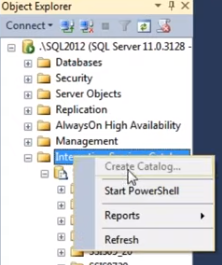 Object Explorer
Connect
.\SQL2012 (SQL Server 11.0.3128 -
Databases
Security
Server Objects
Replication
AlwaysOn High Availability
Management
Create Catalog...
Start PowerShell
Reports
Refresh